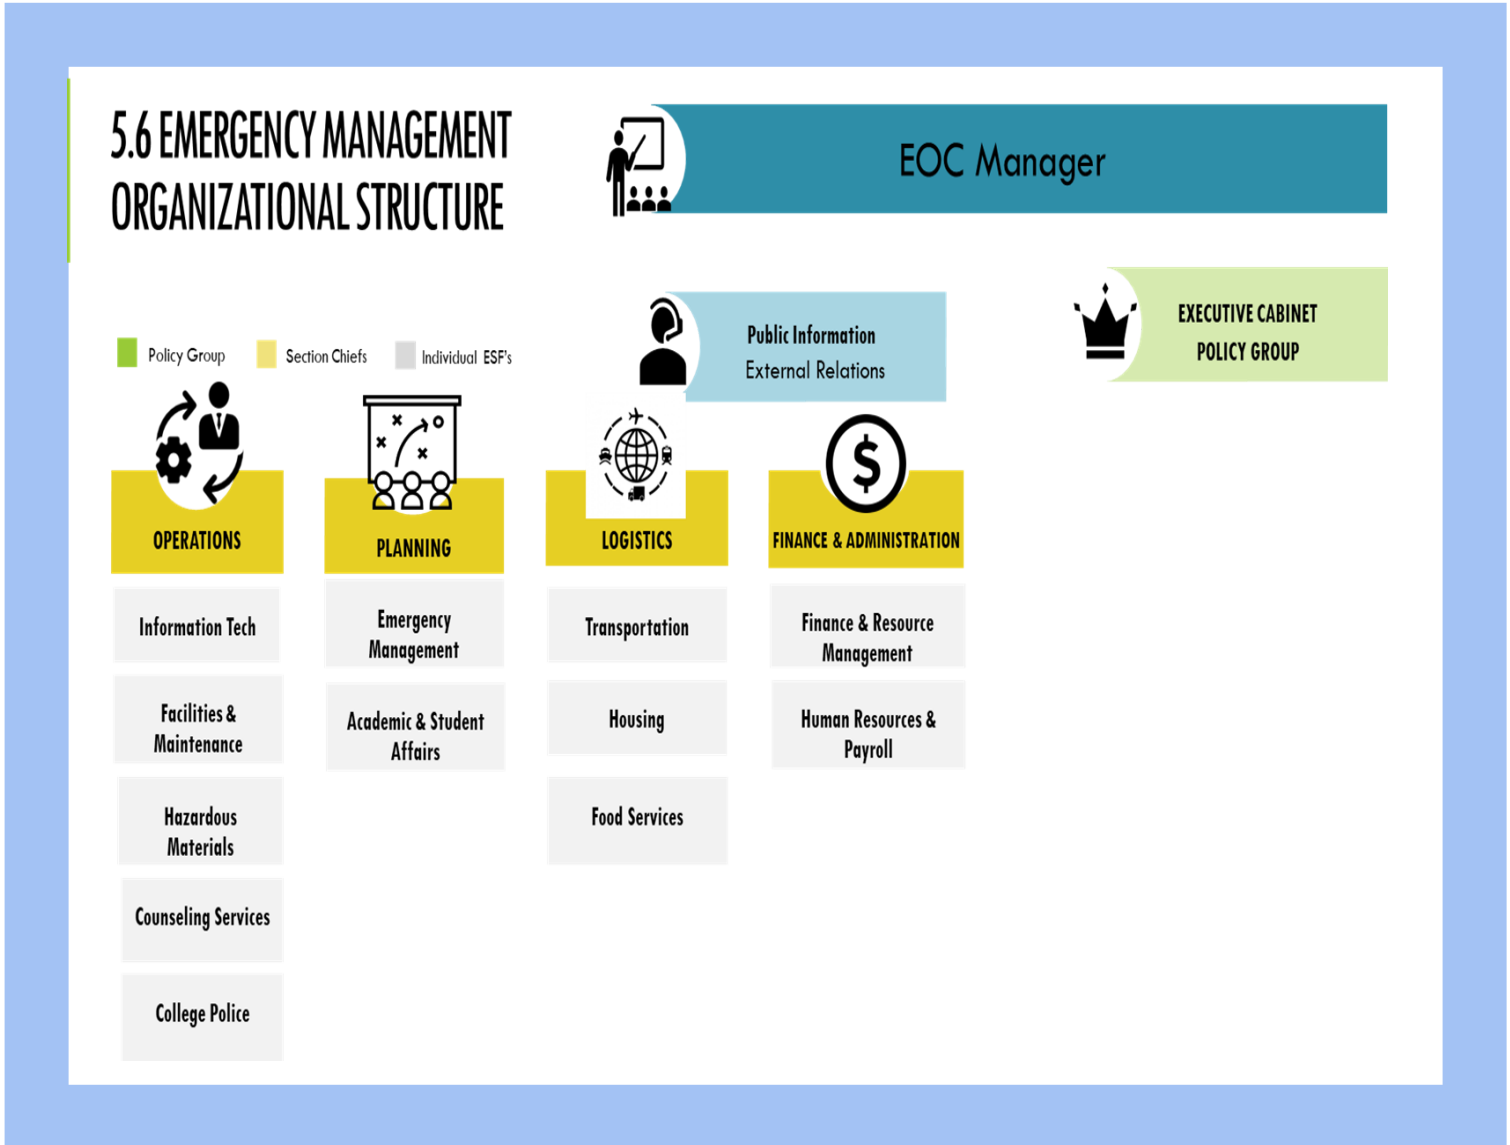 5.6 EMERGENCY MANAGEMENT
ORGANIZATIONAL STRUCTURE
EOC Manager
EXECUTIVE CABINET
POLICY GROUP
Public Information
External Relations
Policy Group
Section Chiefs
Individual ESF's
$
OPERATIONS
Information Tech
Facilities &
Maintenance
Hazardous
Materials
Counseling Services
College Police
PLANNING
Emergency
Management
Academic & Student
Affairs
LOGISTICS
Transportation
Housing
Food Services
FINANCE & ADMINISTRATION
Finance & Resource
Management
Human Resources &
Payroll